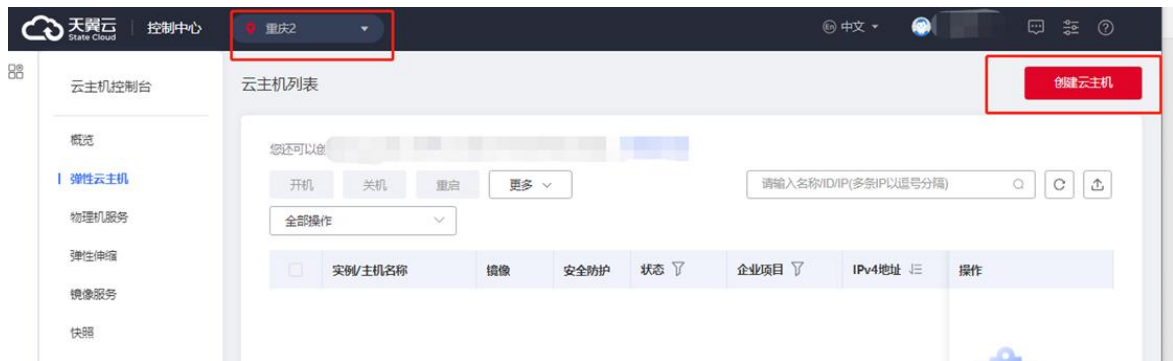 天翼云
State Cloud
控制中心
重庆2
En 中文
云主机控制台
概览
弹性云主机
物理机服务
弹性伸缩
镜像服务
快照
云主机列表
创建云主机
您还可以
开机 关机 重启 更多
请输入名称/ID/IP(多条IP以逗号分隔)
全部操作
实例/主机名称 镜像 安全防护 状态 企业项目 IPv4地址 操作